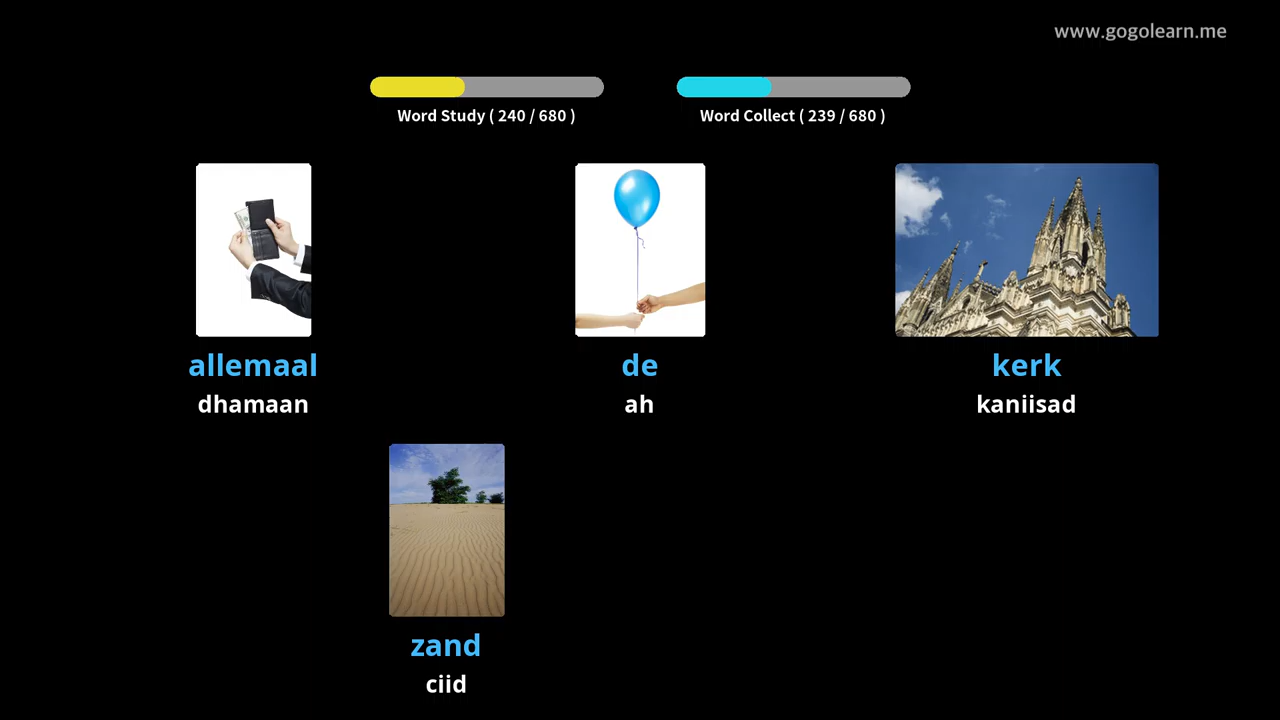 www.gogolearn.me
Word Study ( 240 / 680 )
Word Collect ( 239 / 680 )
allemaal
dhamaan
de
ah
kerk
kaniisad
zand
ciid